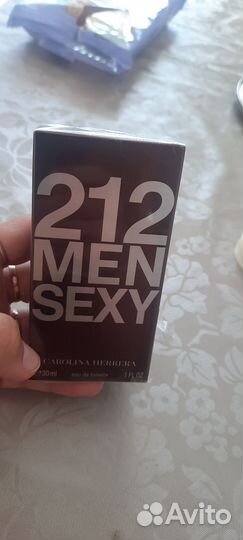 212
MEN
SEXY
CAROLINA HERRERA
30ml eau de toilette 1 FL OZ
Avito